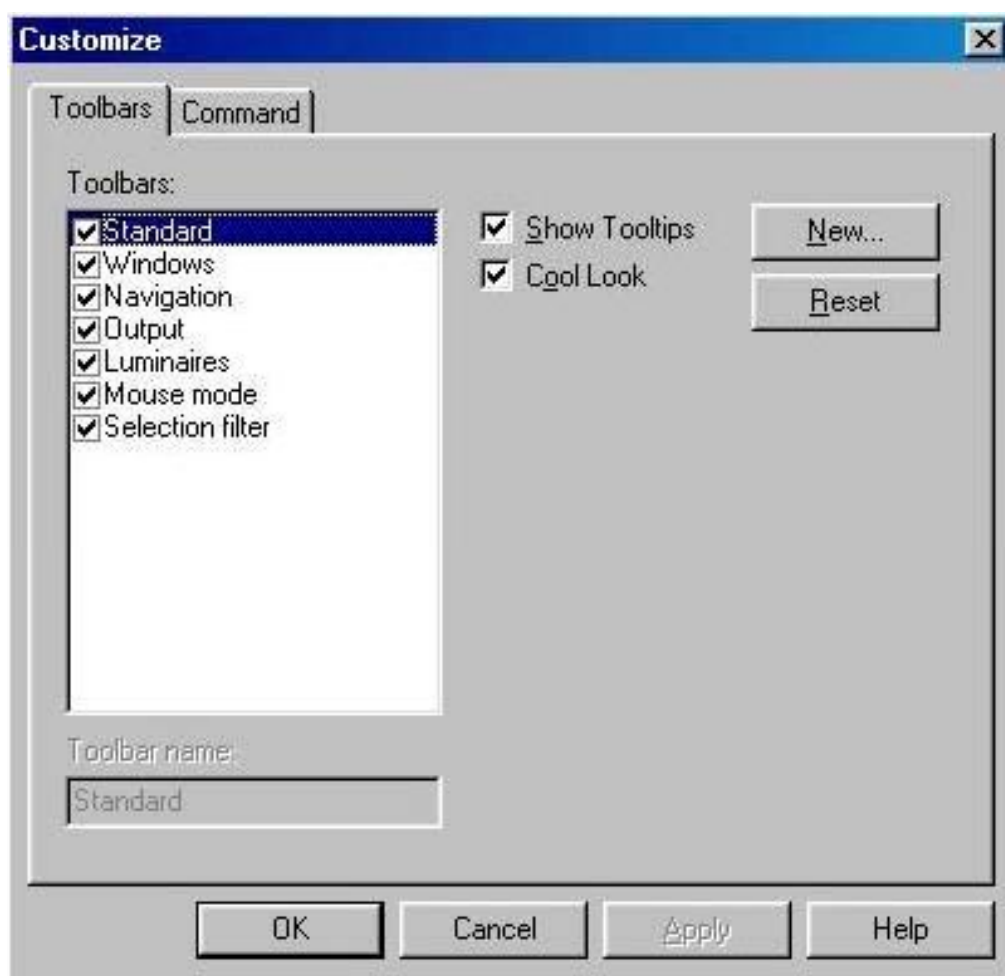 Customize
Toolbars Command
Toolbars:
Standard
Windows
Navigation
Output
Luminaires
Mouse mode
Selection filter
Show Tooltips
Cool Look
New...
Reset
Toolbar name:
Standard
OK Cancel Apply Help